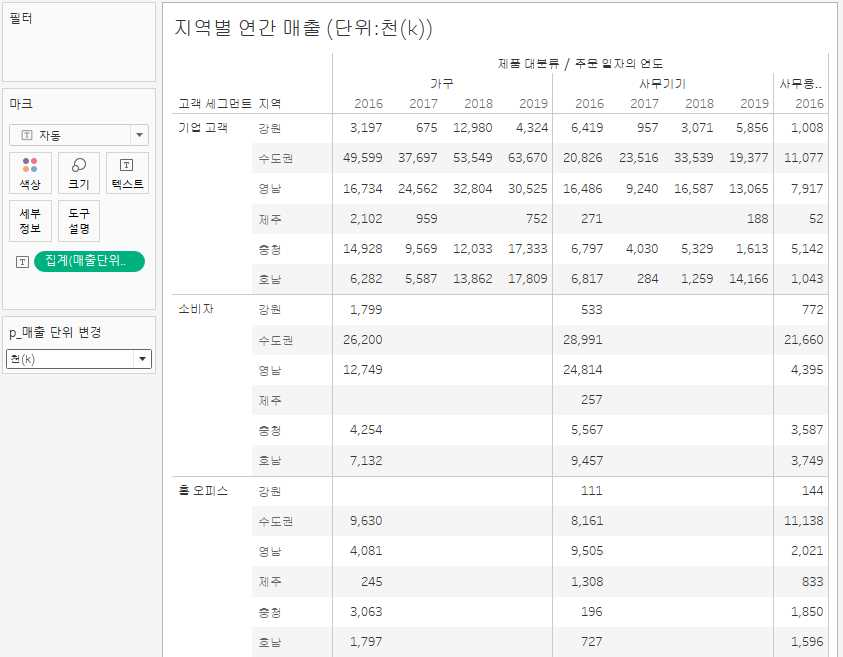 필터
마크
자동
색상 크기 텍스트
세부 정보 도구 설명
집계(매출단위..
p_매출 단위 변경
천(k)
지역별 연간 매출 (단위:천(k))
제품 대분류 / 주문 일자의 연도
가구 사무기기 사무용..
고객 세그먼트 지역 2016 2017 2018 2019 2016 2017 2018 2019 2016
기업 고객 강원 3,197 675 12,980 4,324 6,419 957 3,071 5,856 1,008
수도권 49,599 37,697 53,549 63,670 20,826 23,516 33,539 19,377 11,077
영남 16,734 24,562 32,804 30,525 16,486 9,240 16,587 13,065 7,917
제주 2,102 959 752 271 188 52
충청 14,928 9,569 12,033 17,333 6,797 4,030 5,329 1,613 5,142
호남 6,282 5,587 13,862 17,809 6,817 284 1,259 14,166 1,043
소비자 강원 1,799 533 772
수도권 26,200 28,991 21,660
영남 12,749 24,814 4,395
제주 257
충청 4,254 5,567 3,587
호남 7,132 9,457 3,749
홈 오피스 강원 111 144
수도권 9,630 8,161 11,138
영남 4,081 9,505 2,021
제주 245 1,308 833
충청 3,063 196 1,850
호남 1,797 727 1,596